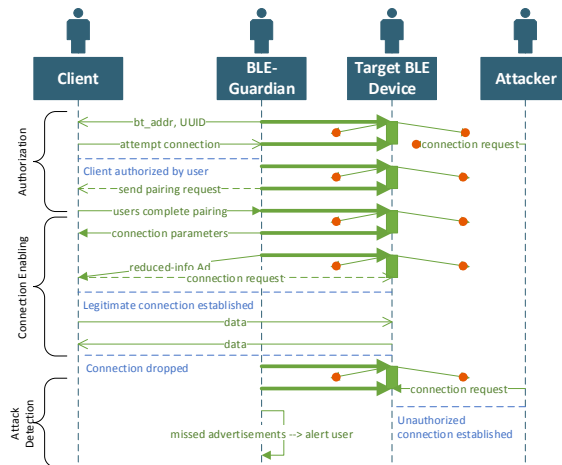 Client
BLE-
Guardian
Target BLE
Device
Attacker
Authorization
bt_addr, UUID
attempt connection
connection request
Client authorized by user
send pairing request
users complete pairing
Connection Enabling
connection parameters
reduced-info Ad
connection request
Legitimate connection established
data
data
Connection dropped
Attack
Detection
connection request
missed advertisements --> alert user
Unauthorized
connection established